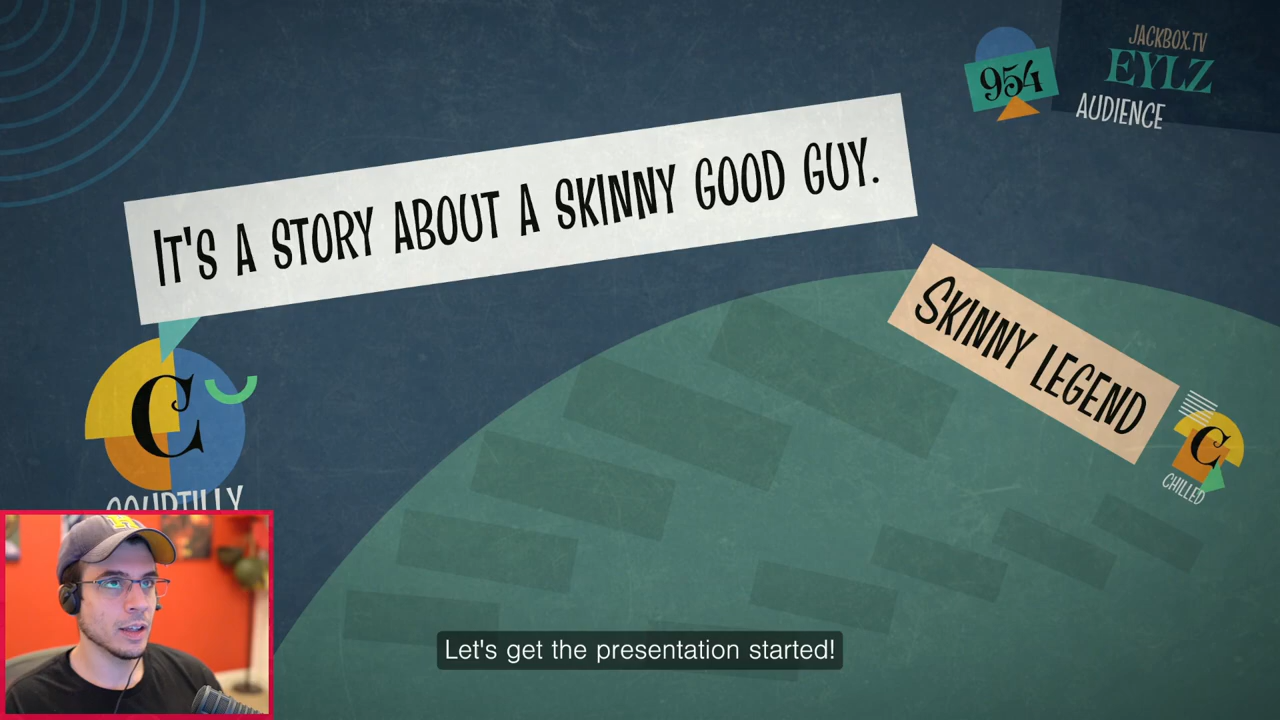 JACKBOX.TV
EYLZ
954
AUDIENCE
IT'S A STORY ABOUT A SKINNY GOOD GUY.
SKINNY LEGEND
C
C
CHILLED
COURTILLY
Let's get the presentation started!